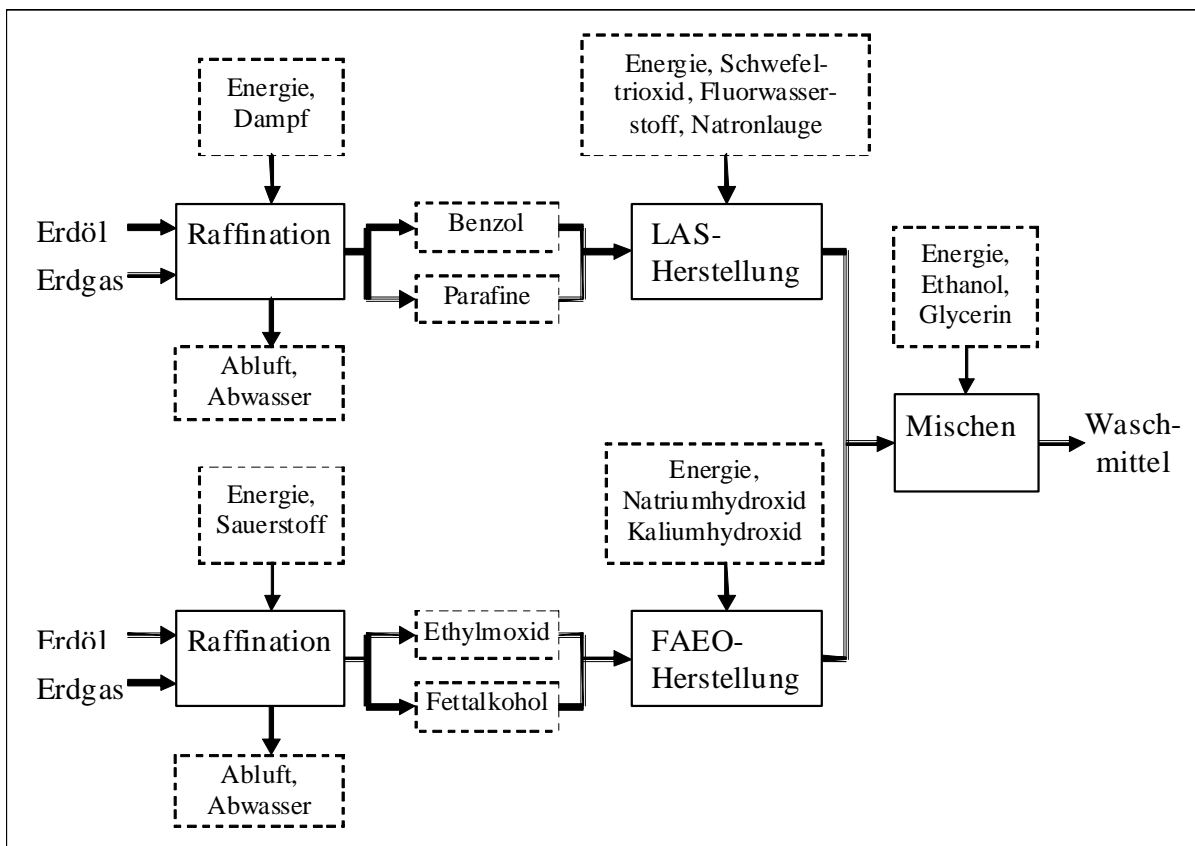 Energie,
Dampf
Energie, Schwefel-
trioxid, Fluorwasser-
stoff, Natronlauge
Erdöl
Erdgas
Raffination
Benzol
Parafine
LAS-
Herstellung
Energie,
Ethanol,
Glycerin
Abluft,
Abwasser
Mischen
Wasch-
mittel
Energie,
Sauerstoff
Energie,
Natriumhydroxid
Kaliumhydroxid
Erdöl
Erdgas
Raffination
Ethylmoxid
Fettalkohol
FAEO-
Herstellung
Abluft,
Abwasser